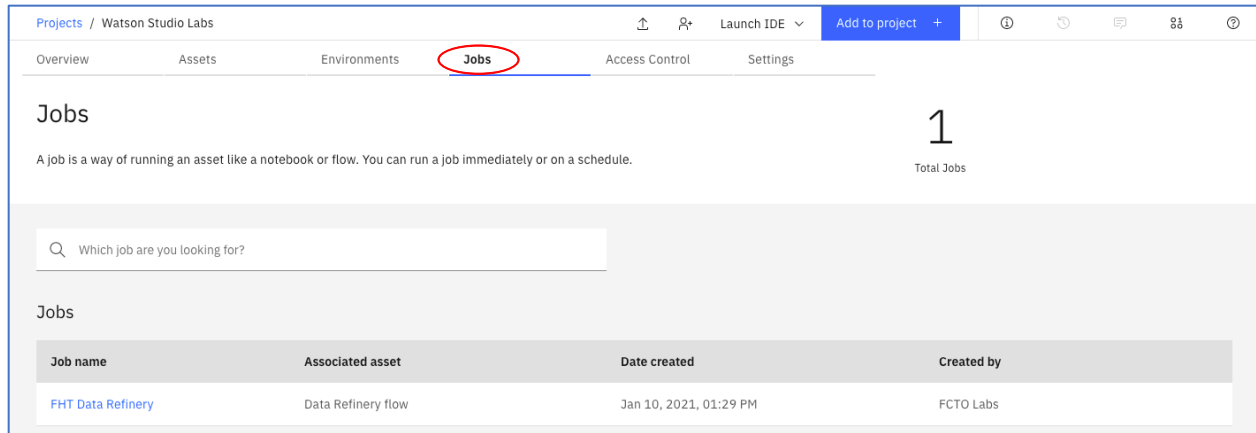 Projects / Watson Studio Labs Launch IDE Add to project +
Overview Assets Environments Jobs Access Control Settings
Jobs
1
A job is a way of running an asset like a notebook or flow. You can run a job immediately or on a schedule.
Total Jobs
Which job are you looking for?
Jobs
Job name Associated asset Date created Created by
FHT Data Refinery Data Refinery flow Jan 10, 2021, 01:29 PM FCTO Labs